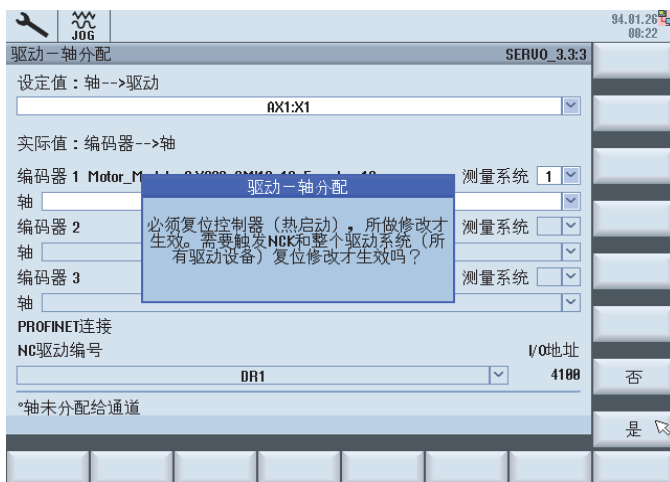 JOG
94.01.26
00:22
驱动—轴分配 SERVO_3.3:3
设定值：轴-->驱动
AX1:X1
实际值：编码器-->轴
编码器 1 测量系统 1
轴
编码器 2 测量系统
轴
编码器 3 测量系统
轴
驱动—轴分配
必须复位控制器（热启动），所做修改才
生效。需要触发NCK和整个驱动系统（所
有驱动设备）复位修改才生效吗？
PROFINET连接
NC驱动编号 I/O地址
DR1 4100
否
°轴未分配给通道
是